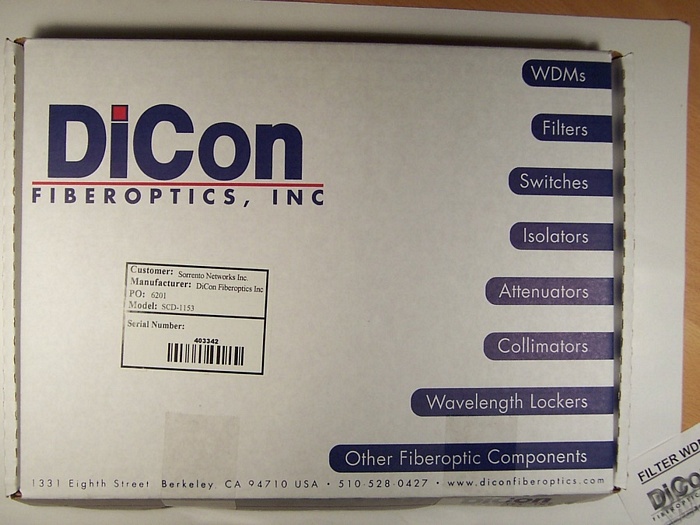 DiCon
FIBEROPTICS, INC
WDMs
Filters
Switches
Isolators
Attenuators
Collimators
Wavelength Lockers
Other Fiberoptic Components
Customer: Sorrento Networks Inc.
Manufacturer: DiCon Fiberoptics Inc
PO: 6201
Model: SCD-1153
Serial Number:
403342
1331 Eighth Street Berkeley, CA 94710 USA • 510·528·0427 • www.diconfiberoptics.com
FILTER WDM
DiCo